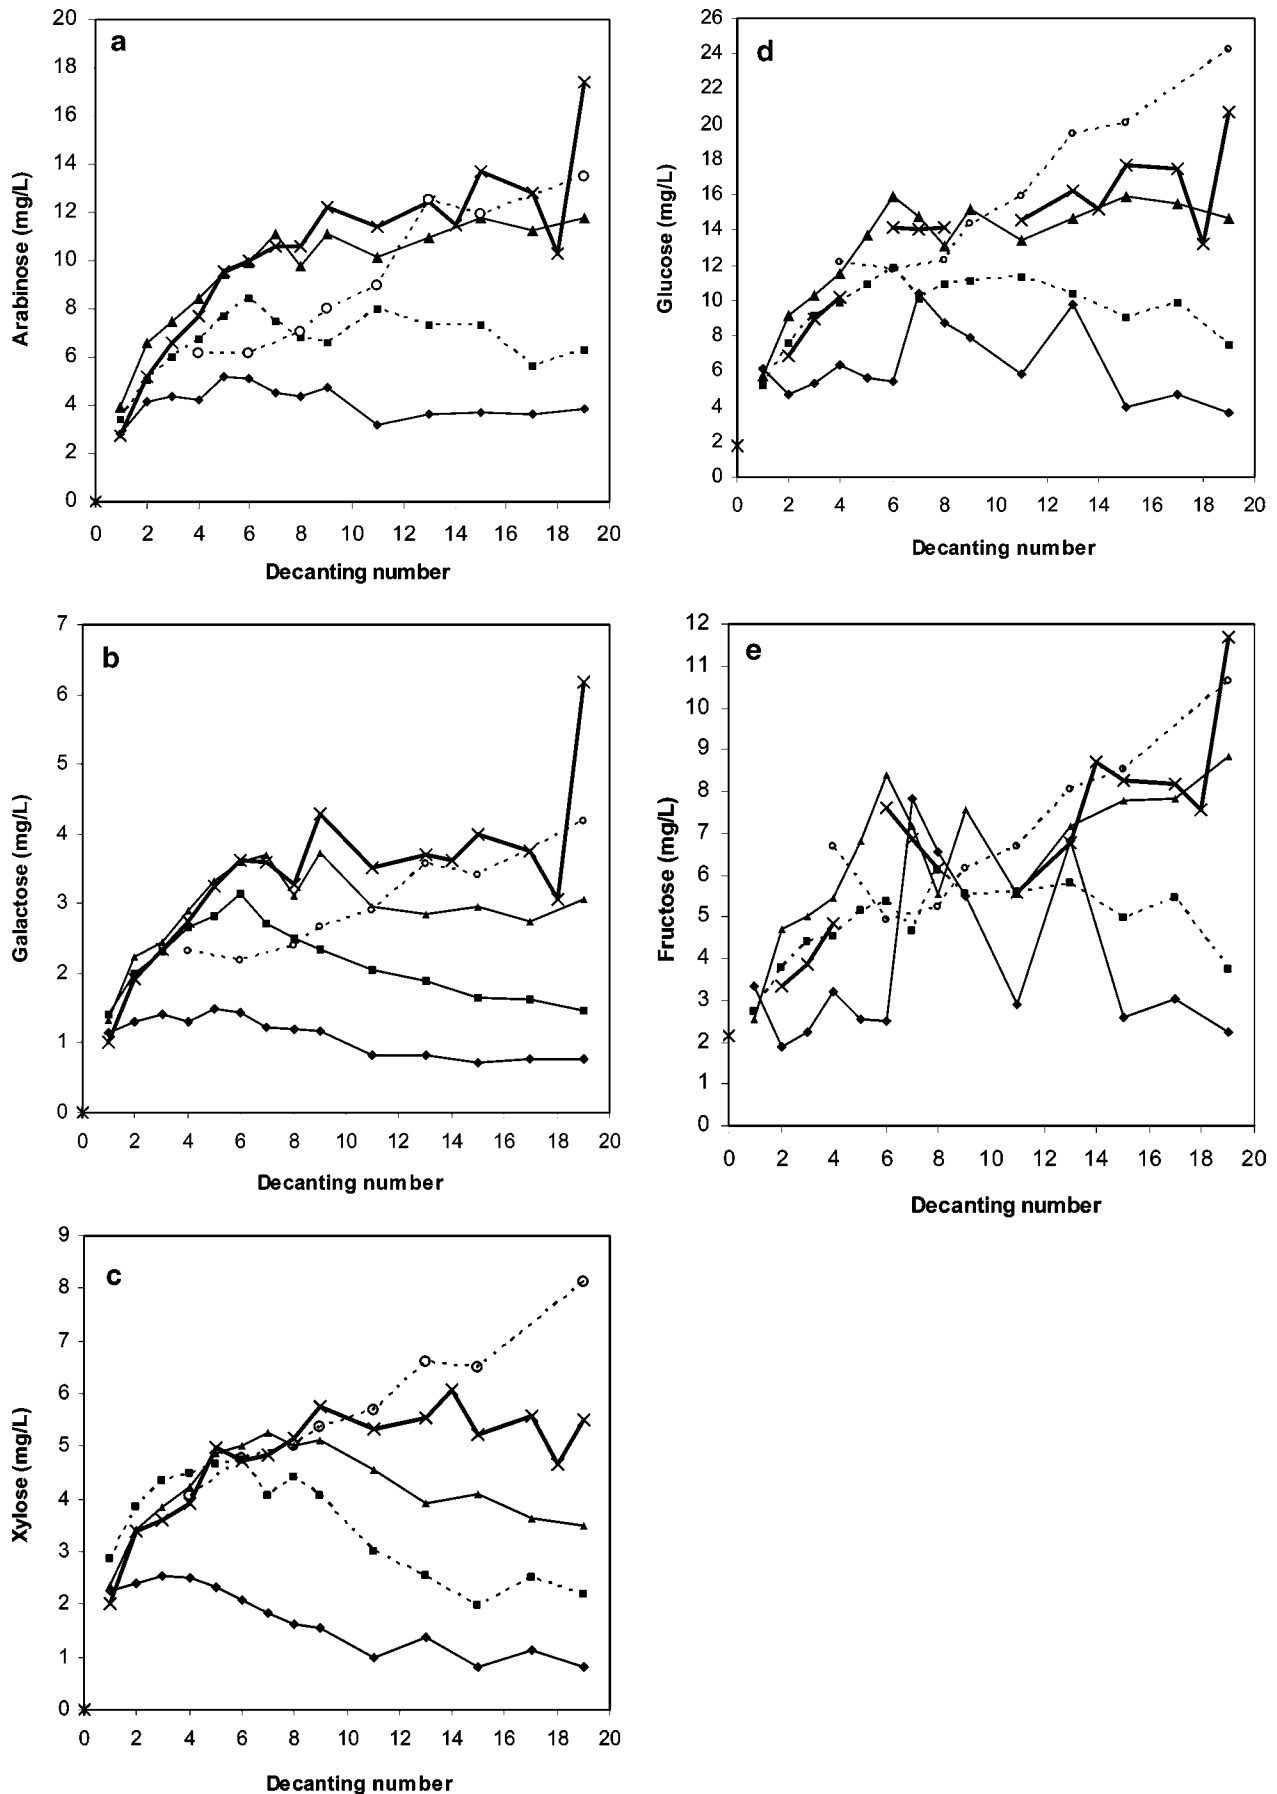 a
Arabinose (mg/L)
20
18
16
14
12
10
8
6
4
2
0
0 2 4 6 8 10 12 14 16 18 20
Decanting number
d
Glucose (mg/L)
26
24
22
20
18
16
14
12
10
8
6
4
2
0
0 2 4 6 8 10 12 14 16 18 20
Decanting number
b
Galactose (mg/L)
7
6
5
4
3
2
1
0
0 2 4 6 8 10 12 14 16 18 20
Decanting number
e
Fructose (mg/L)
12
11
10
9
8
7
6
5
4
3
2
1
0
0 2 4 6 8 10 12 14 16 18 20
Decanting number
c
Xylose (mg/L)
9
8
7
6
5
4
3
2
1
0
0 2 4 6 8 10 12 14 16 18 20
Decanting number